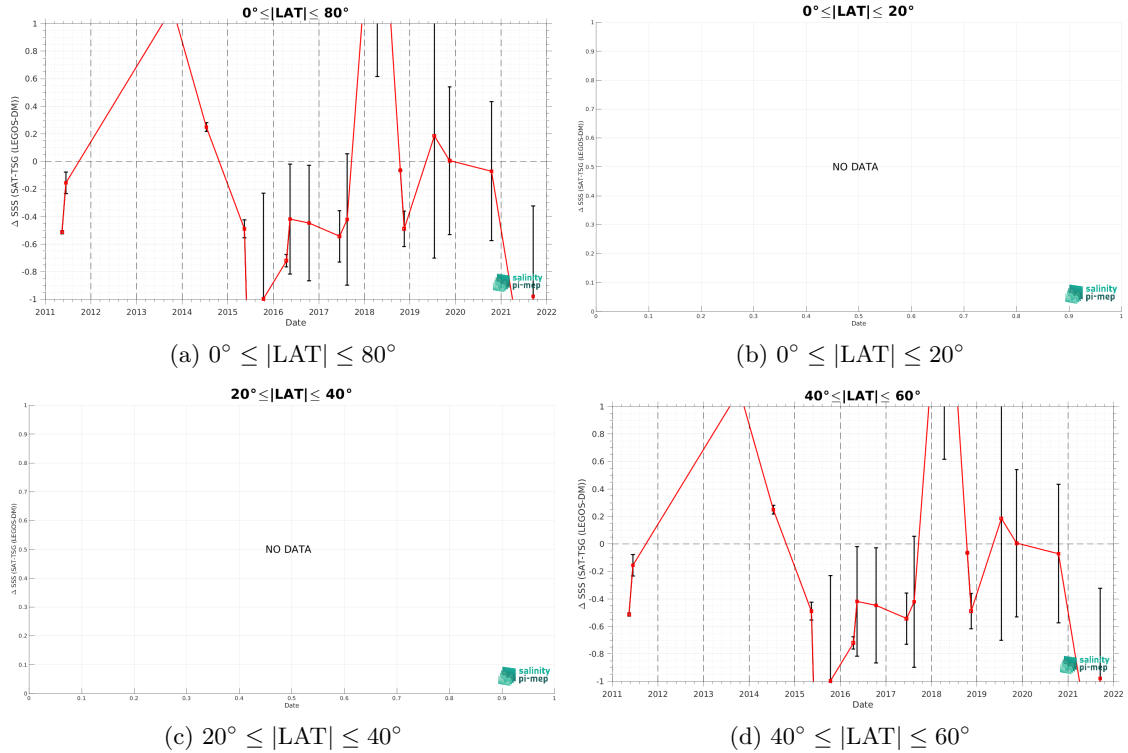 0°≤|LAT|≤ 80°
Δ SSS (SAT-TSG (LEGOS-DM))
1
0.8
0.6
0.4
0.2
0
-0.2
-0.4
-0.6
-0.8
-1
2011 2012 2013 2014 2015 2016 2017 2018 2019 2020 2021 2022
Date
salinity
pi-mep
(a) 0° ≤ |LAT| ≤ 80°
0°≤|LAT|≤ 20°
Δ SSS (SAT-TSG (LEGOS-DM))
1
0.9
0.8
0.7
0.6
0.5
0.4
0.3
0.2
0.1
0
NO DATA
0 0.1 0.2 0.3 0.4 0.5 0.6 0.7 0.8 0.9 1
Date
salinity
pi-mep
(b) 0° ≤ |LAT| ≤ 20°
20°≤|LAT|≤ 40°
Δ SSS (SAT-TSG (LEGOS-DM))
1
0.9
0.8
0.7
0.6
0.5
0.4
0.3
0.2
0.1
0
NO DATA
0 0.1 0.2 0.3 0.4 0.5 0.6 0.7 0.8 0.9 1
Date
salinity
pi-mep
(c) 20° ≤ |LAT| ≤ 40°
40°≤|LAT|≤ 60°
Δ SSS (SAT-TSG (LEGOS-DM))
1
0.8
0.6
0.4
0.2
0
-0.2
-0.4
-0.6
-0.8
-1
2011 2012 2013 2014 2015 2016 2017 2018 2019 2020 2021 2022
Date
salinity
pi-mep
(d) 40° ≤ |LAT| ≤ 60°